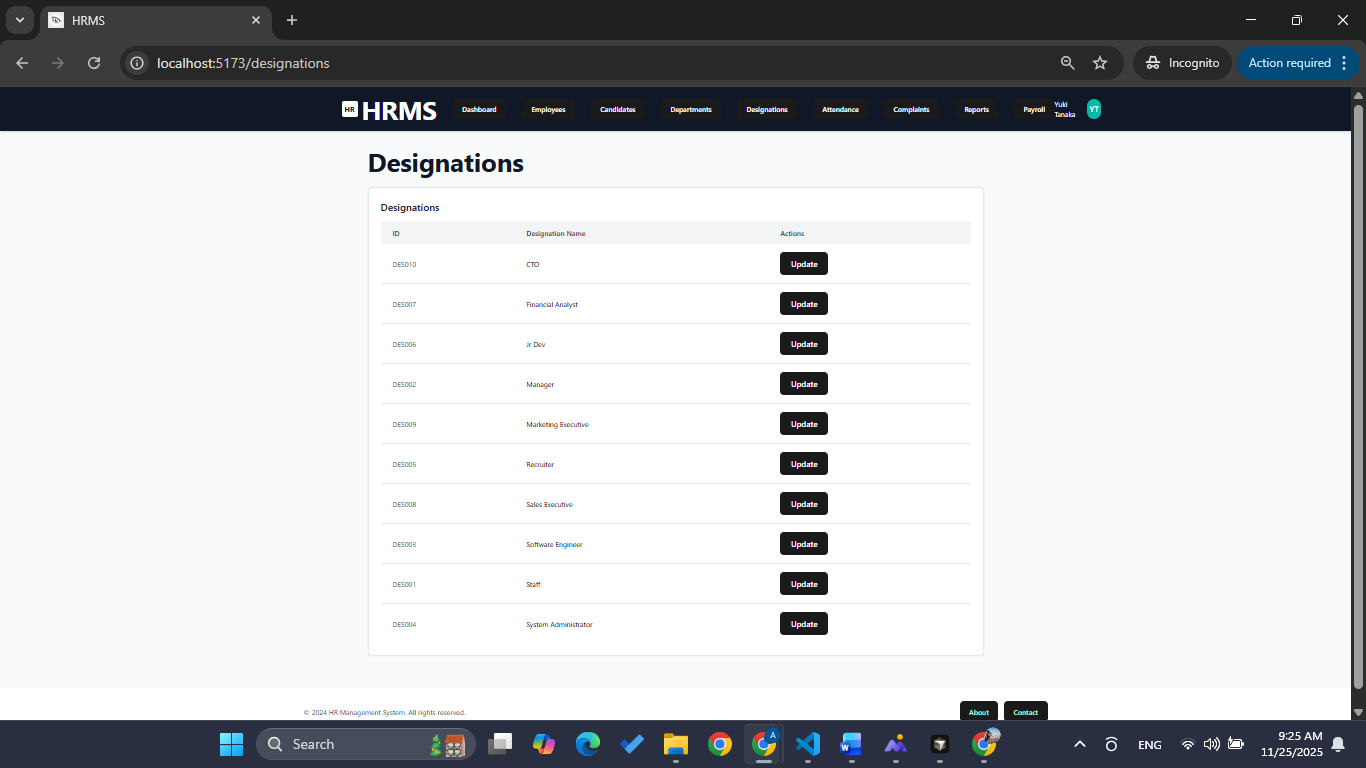 HRMS
localhost:5173/designations
Incognito
Action required
HR HRMS Dashboard Employees Candidates Departments Designations Attendance Complaints Reports Payroll Yuki Tanaka YT
Designations
Designations
ID Designation Name Actions
DES010 CTO Update
DES007 Financial Analyst Update
DES006 Jr Dev Update
DES002 Manager Update
DES009 Marketing Executive Update
DES005 Recruiter Update
DES008 Sales Executive Update
DES003 Software Engineer Update
DES001 Staff Update
DES004 System Administrator Update
© 2024 HR Management System. All rights reserved. About Contact
Search
A
W
ENG
9:25 AM
11/25/2025